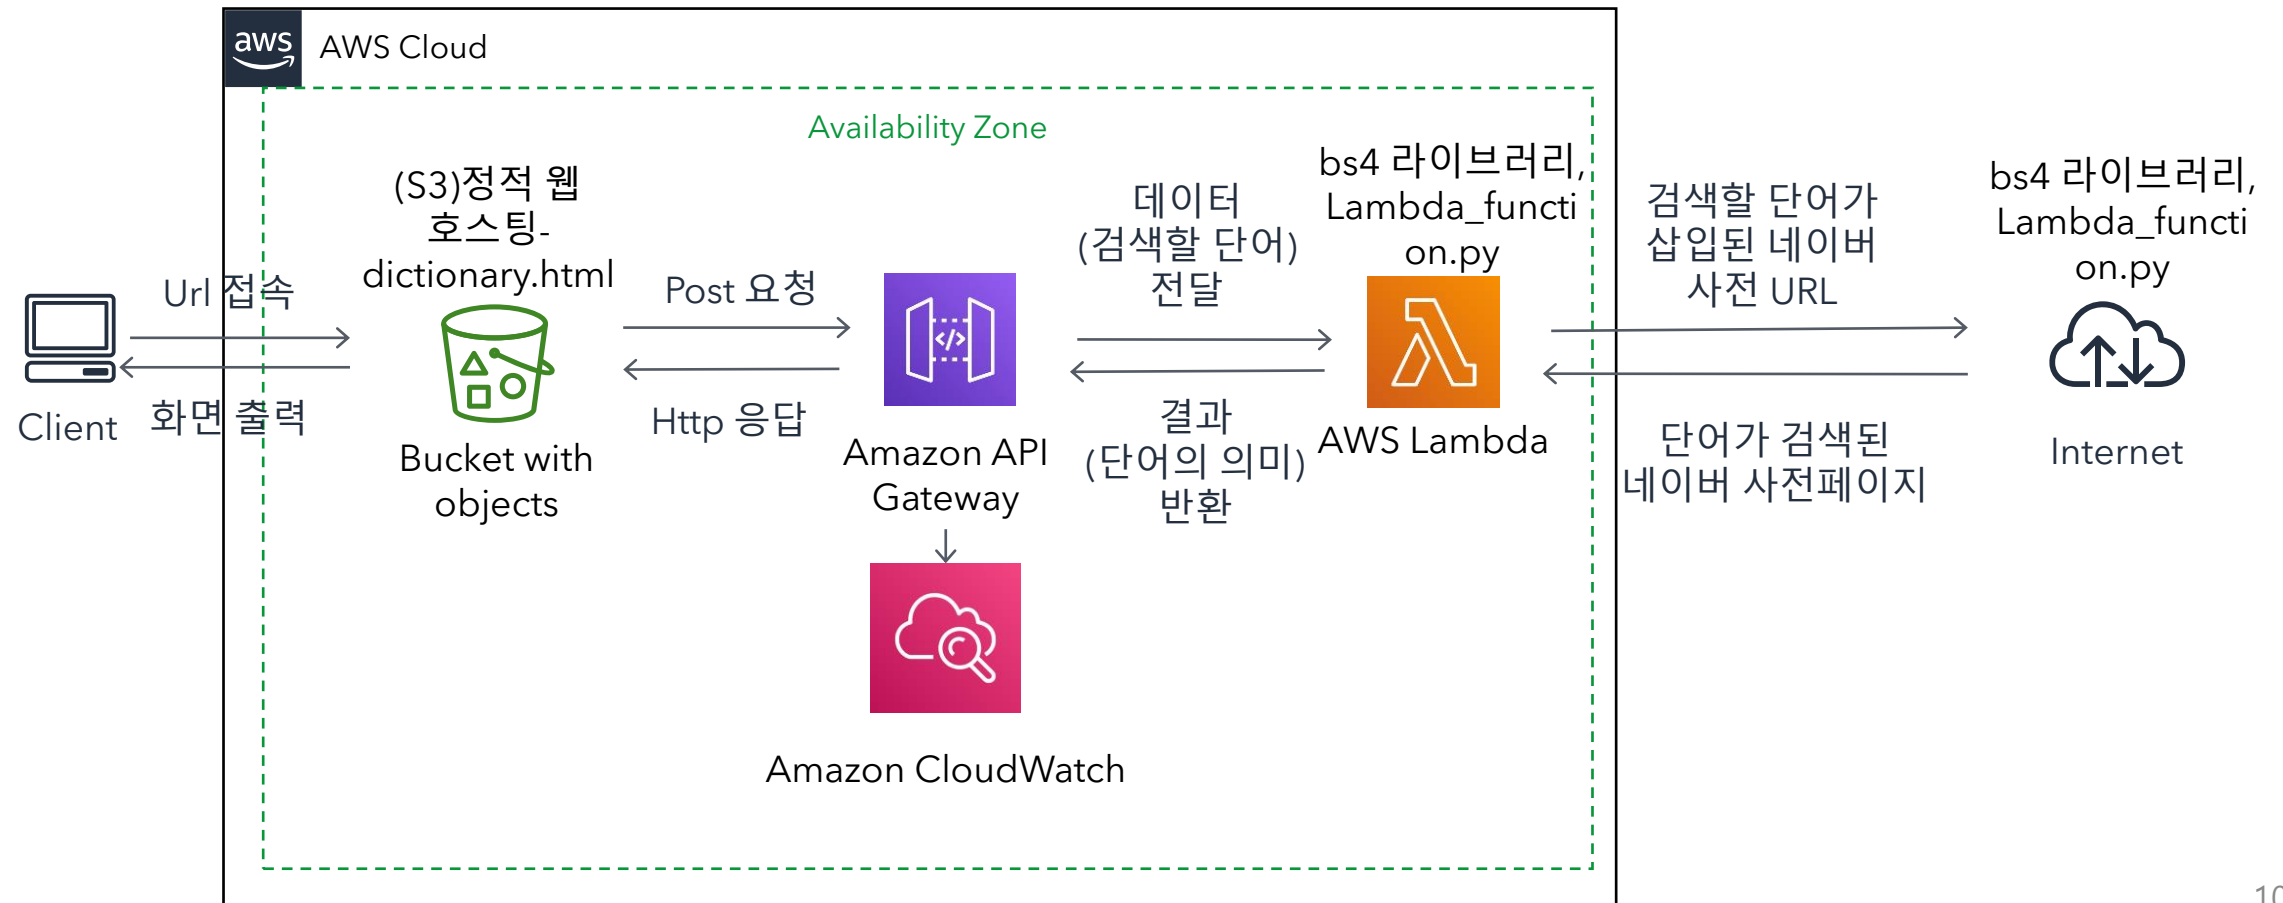 aws
AWS Cloud
Availability Zone
(S3)정적 웹
호스팅-
dictionary.html
Url 접속
화면 출력
Client
Bucket with
objects
Post 요청
Http 응답
Amazon API
Gateway
Amazon CloudWatch
데이터
(검색할 단어)
전달
결과
(단어의 의미)
반환
bs4 라이브러리,
Lambda_functi
on.py
AWS Lambda
검색할 단어가
삽입된 네이버
사전 URL
단어가 검색된
네이버 사전페이지
bs4 라이브러리,
Lambda_functi
on.py
Internet
10